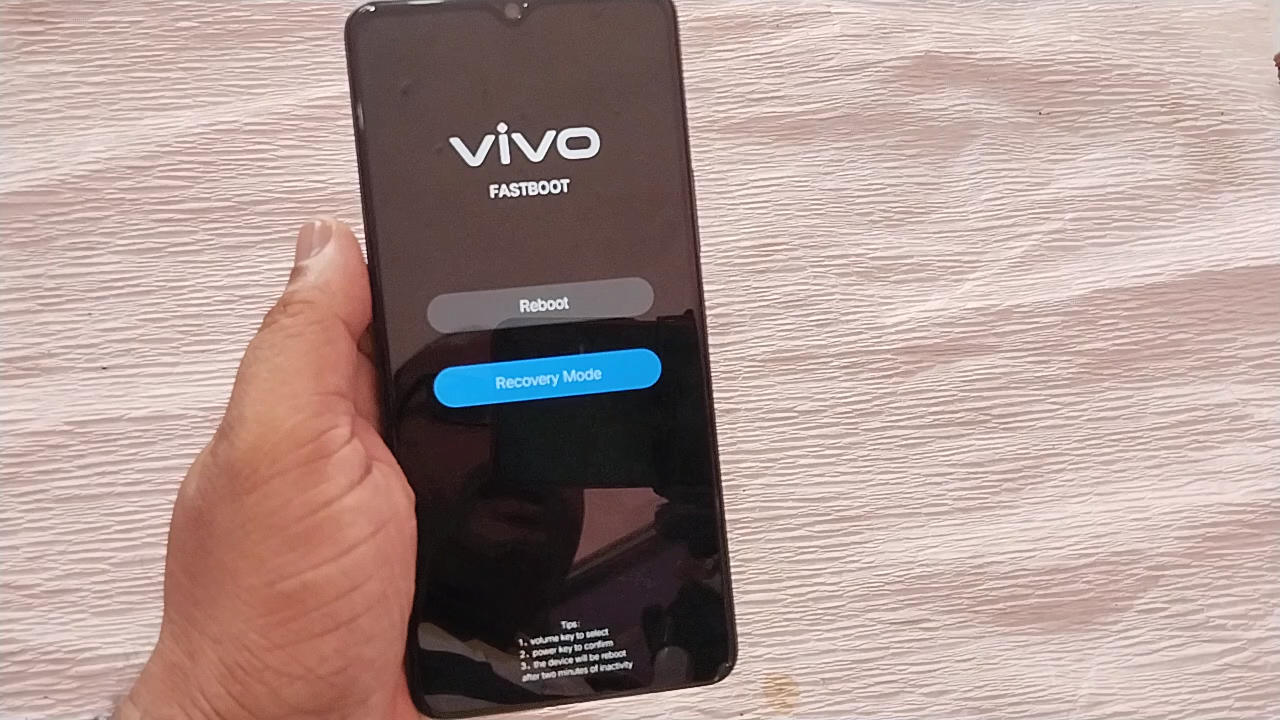 vivo
FASTBOOT
Reboot
Recovery Mode
Tips:
1. volume key to select
2. power key to confirm
3. the device will be reboot
after two minutes of inactivity